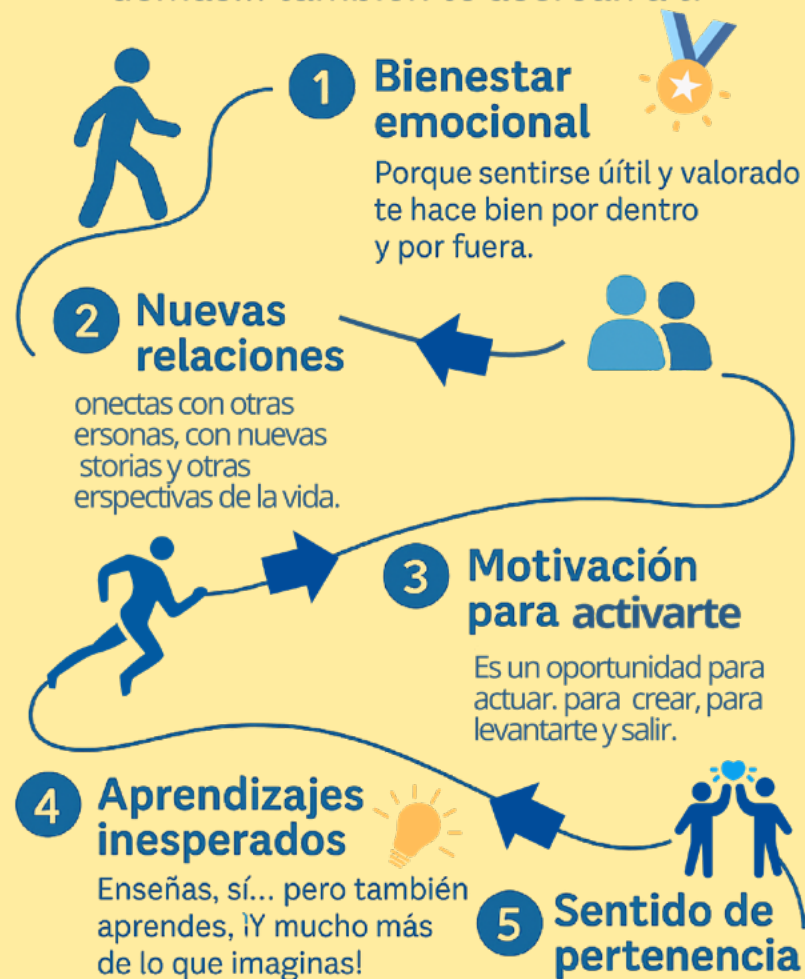 1
Bienestar
emocional
Porque sentirse úítil y valorado
te hace bien por dentro
y por fuera.
2
Nuevas
relaciones
onectas con otras
ersonas, con nuevas
storias y otras
erspectivas de la vida.
3
Motivación
para activarte
Es un oportunidad para
actuar. para crear, para
levantarte y salir.
4
Aprendizajes
inesperados
Enseñas, sí... pero también
aprendes, ¡Y mucho más
de lo que imaginas!
5
Sentido de
pertenencia